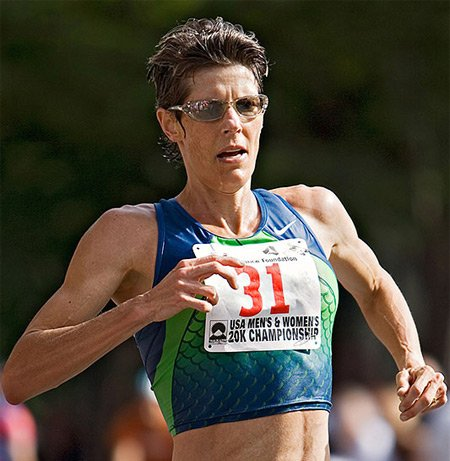 Foundation
31
USA MEN'S & WOMEN'S
20K CHAMPIONSHIP